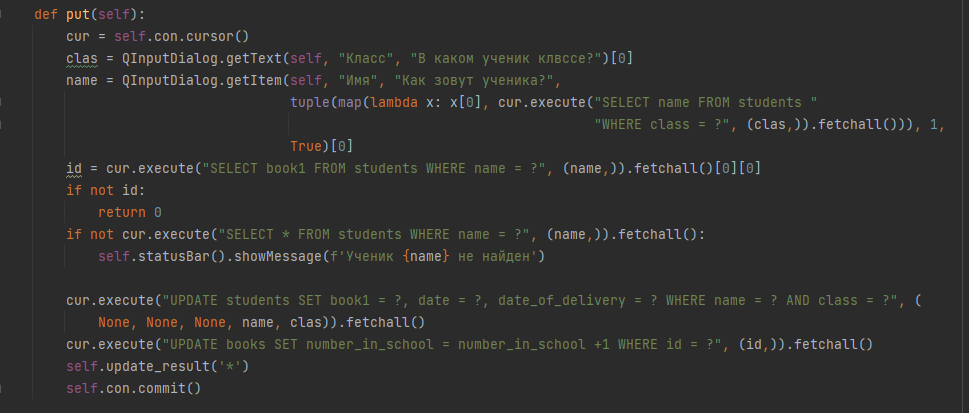 def put(self):
    cur = self.con.cursor()
    clas = QInputDialog.getText(self, "Класс", "В каком ученик клвссе?")[0]
    name = QInputDialog.getItem(self, "Имя", "Как зовут ученика?",
                                tuple(map(lambda x: x[0], cur.execute("SELECT name FROM students "
                                                                      "WHERE class = ?", (clas,)).fetchall())), 1,
                                True)[0]
    id = cur.execute("SELECT book1 FROM students WHERE name = ?", (name,)).fetchall()[0][0]
    if not id:
        return 0
    if not cur.execute("SELECT * FROM students WHERE name = ?", (name,)).fetchall():
        self.statusBar().showMessage(f'Ученик {name} не найден')
    cur.execute("UPDATE students SET book1 = ?, date = ?, date_of_delivery = ? WHERE name = ? AND class = ?", (
        None, None, None, name, clas)).fetchall()
    cur.execute("UPDATE books SET number_in_school = number_in_school +1 WHERE id = ?", (id,)).fetchall()
    self.update_result('*')
    self.con.commit()